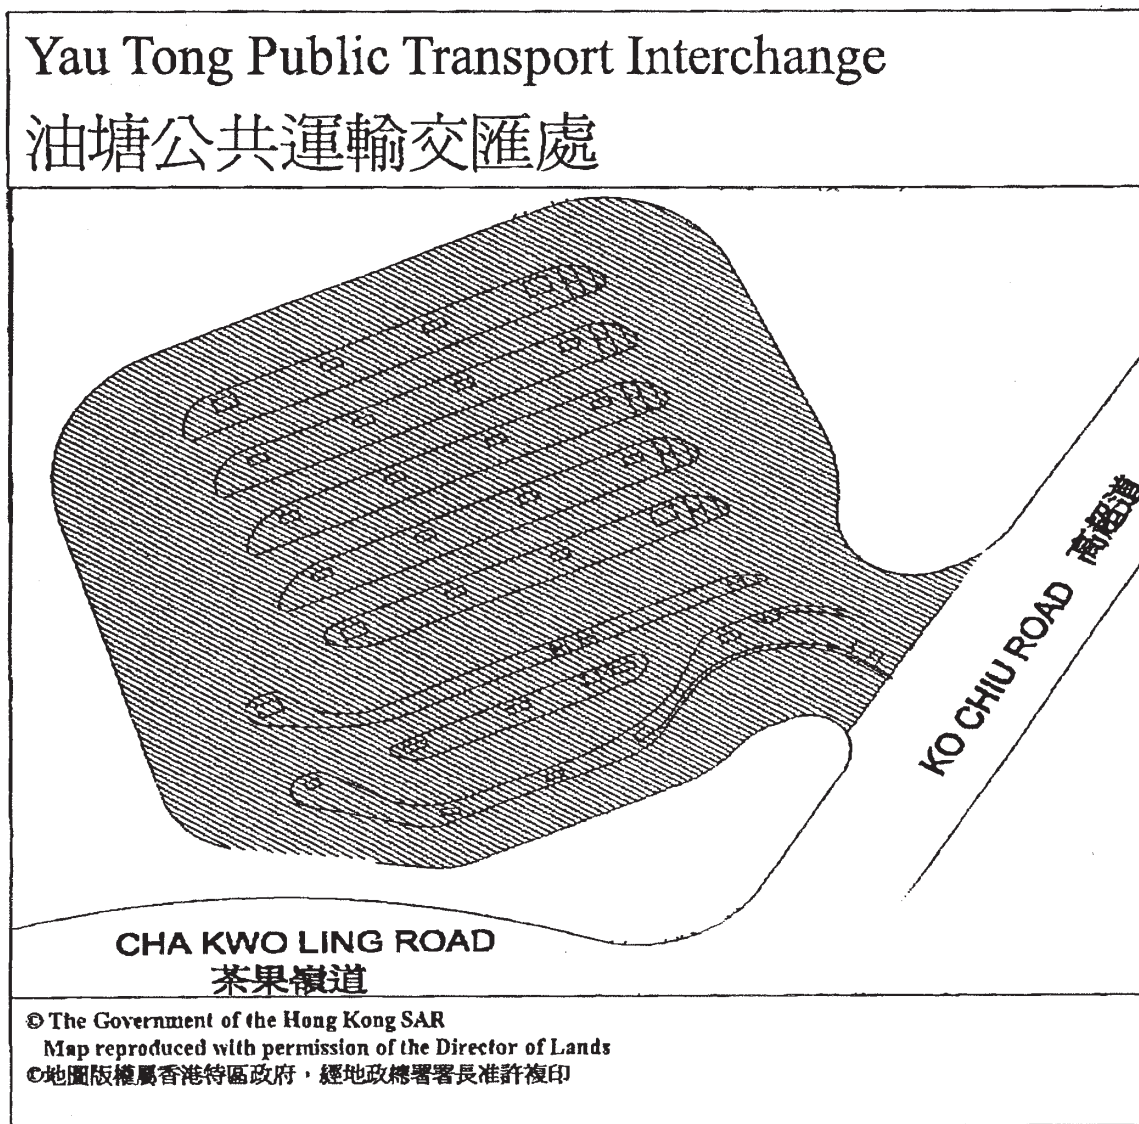 Yau Tong Public Transport Interchange
油塘公共運輸交匯處
KO CHIU ROAD 高超道
CHA KWO LING ROAD
茶果嶺道
© The Government of the Hong Kong SAR
Map reproduced with permission of the Director of Lands
©地圖版權屬香港特區政府，經地政總署署長准許複印